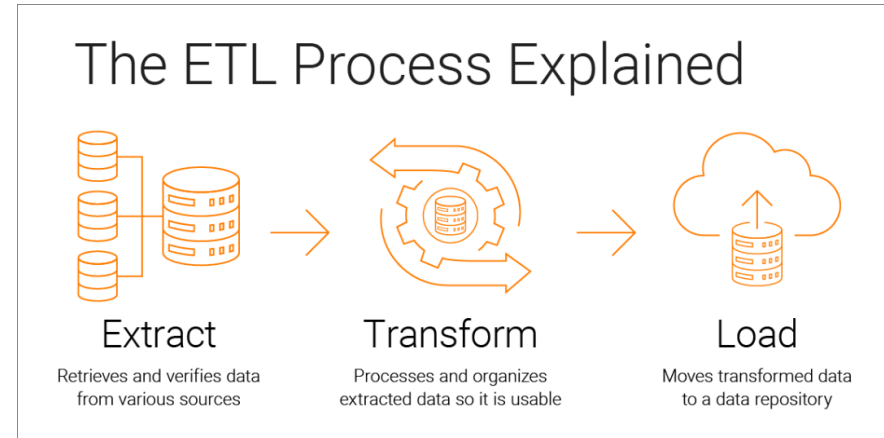 The ETL Process Explained
Extract
Retrieves and verifies data
from various sources
Transform
Processes and organizes
extracted data so it is usable
Load
Moves transformed data
to a data repository